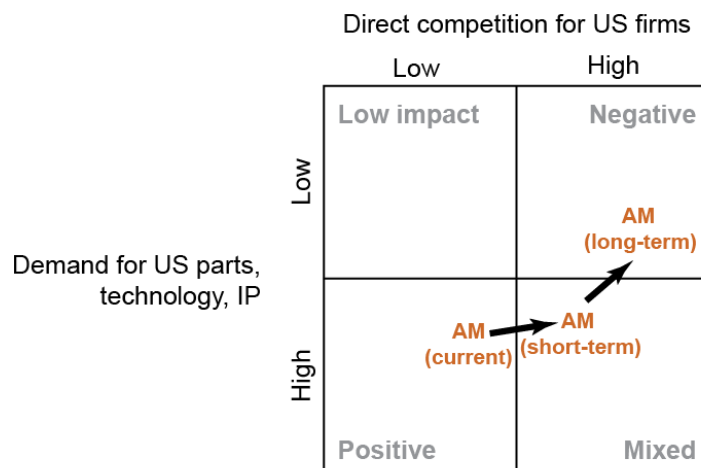 Direct competition for US firms
Low High
Low impact Negative
Low
AM
(long-term)
Demand for US parts,
technology, IP
High
AM
(current)
AM
(short-term)
Positive Mixed